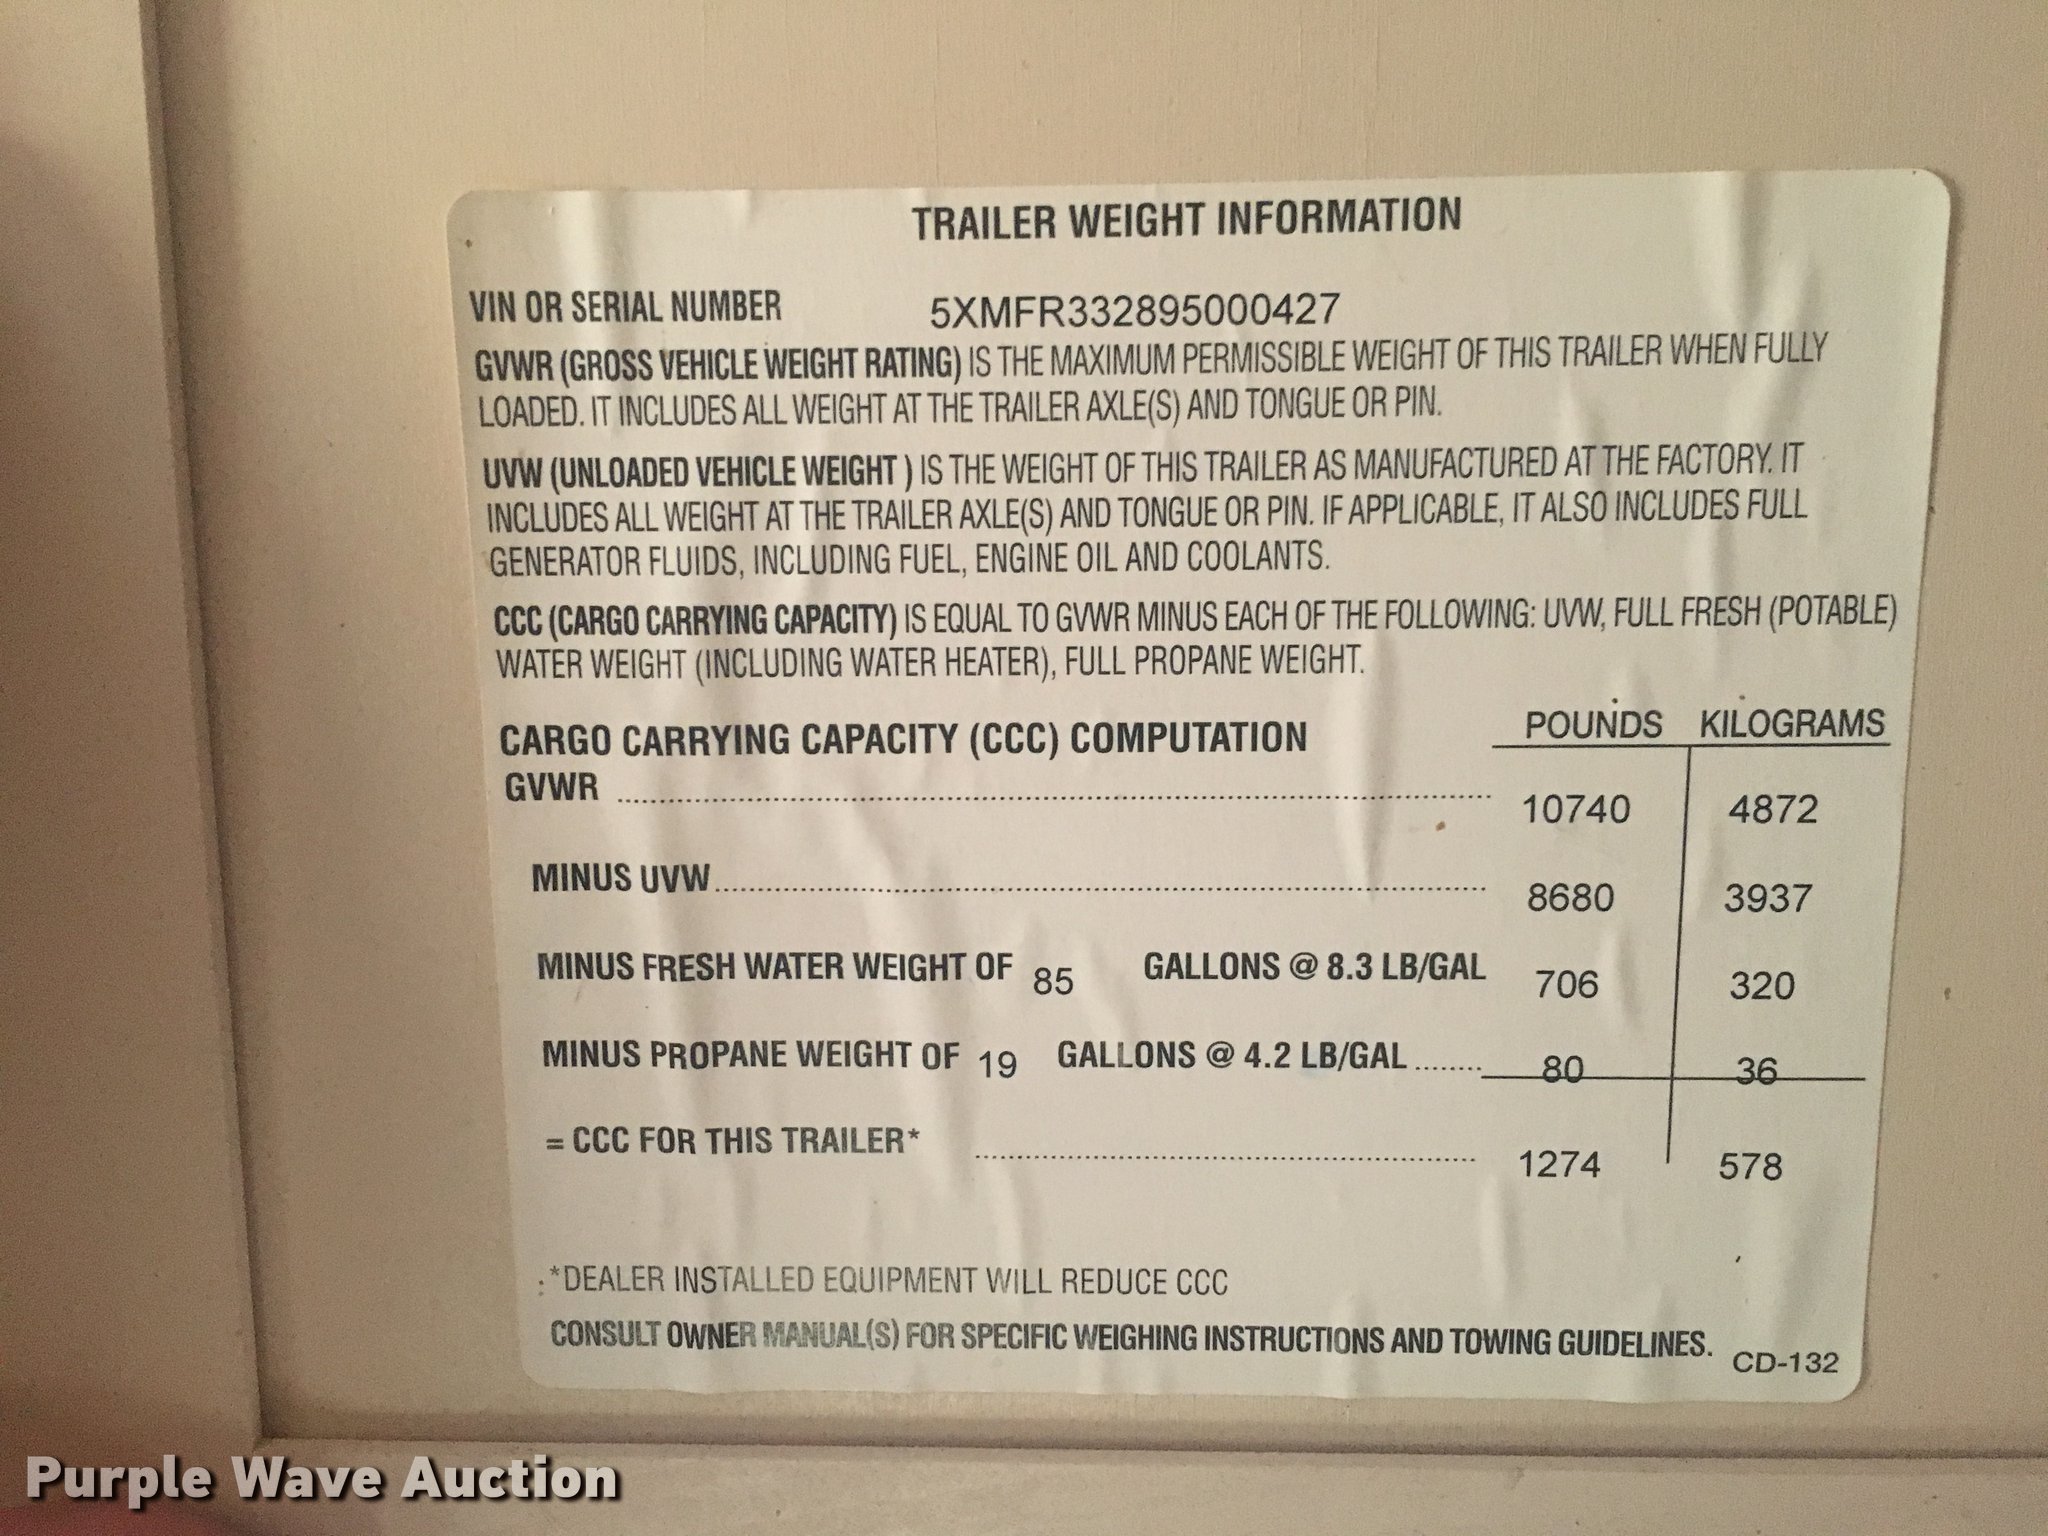 TRAILER WEIGHT INFORMATION
VIN OR SERIAL NUMBER 5XMFR332895000427
GVWR (GROSS VEHICLE WEIGHT RATING) IS THE MAXIMUM PERMISSIBLE WEIGHT OF THIS TRAILER WHEN FULLY
LOADED. IT INCLUDES ALL WEIGHT AT THE TRAILER AXLE(S) AND TONGUE OR PIN.
UVW (UNLOADED VEHICLE WEIGHT ) IS THE WEIGHT OF THIS TRAILER AS MANUFACTURED AT THE FACTORY. IT
INCLUDES ALL WEIGHT AT THE TRAILER AXLE(S) AND TONGUE OR PIN. IF APPLICABLE, IT ALSO INCLUDES FULL
GENERATOR FLUIDS, INCLUDING FUEL, ENGINE OIL AND COOLANTS.
CCC (CARGO CARRYING CAPACITY) IS EQUAL TO GVWR MINUS EACH OF THE FOLLOWING: UVW, FULL FRESH (POTABLE)
WATER WEIGHT (INCLUDING WATER HEATER), FULL PROPANE WEIGHT.
CARGO CARRYING CAPACITY (CCC) COMPUTATION POUNDS KILOGRAMS
GVWR 10740 4872
MINUS UVW 8680 3937
MINUS FRESH WATER WEIGHT OF 85 GALLONS @ 8.3 LB/GAL 706 320
MINUS PROPANE WEIGHT OF 19 GALLONS @ 4.2 LB/GAL 80 36
= CCC FOR THIS TRAILER* 1274 578
*DEALER INSTALLED EQUIPMENT WILL REDUCE CCC
CONSULT OWNER MANUAL(S) FOR SPECIFIC WEIGHING INSTRUCTIONS AND TOWING GUIDELINES. CD-132
Purple Wave Auction